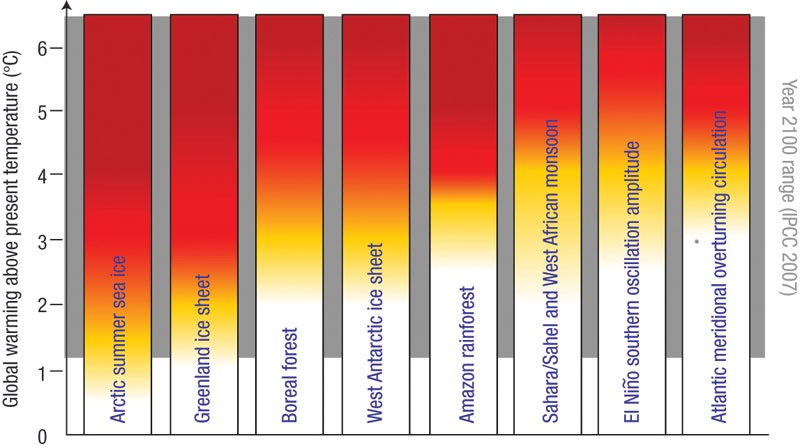 Global warming above present temperature (°C)
6
5
4
3
2
1
0
Arctic summer sea ice
Greenland ice sheet
Boreal forest
West Antarctic ice sheet
Amazon rainforest
Sahara/Sahel and West African monsoon
El Niño southern oscillation amplitude
Atlantic meridional overturning circulation
Year 2100 range (IPCC 2007)